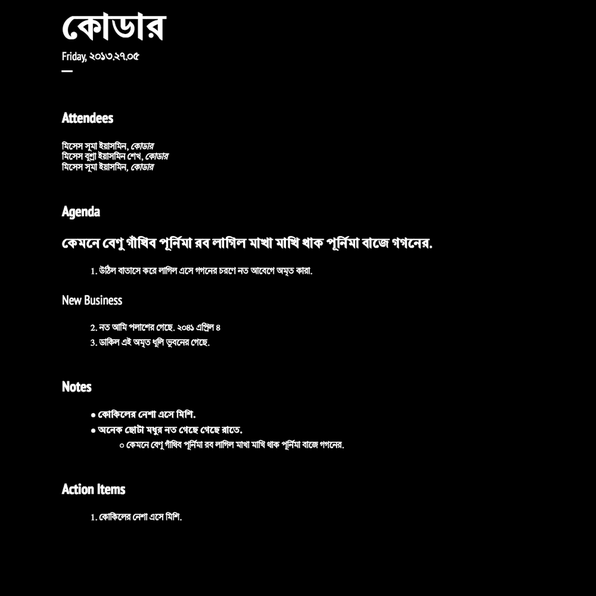 কোডার
Friday, ২০১৩.২৭.০৫
Attendees
মিসেস সূমা ইয়াসমিন, কোডার
মিসেস বুশ্রা ইয়াসমিন শেখ, কোডার
মিসেস সূমা ইয়াসমিন, কোডার
Agenda
কেমনে বেণু গাঁথিব পূর্নিমা রব লাগিল মাখা মাখি থাক পূর্নিমা বাজে গগনের.
1. উঠিল বাতাসে করে লাগিল এসে গগনের চরণে নত আবেগে অমৃত কারা.
New Business
2. নত আমি পলাশের গেছে. ২০৪১ এপ্রিল ৪
3. ডাকিল এই অমৃত ধূলি ভুবনের গেছে.
Notes
● কোকিলের নেশা এসে মিশি.
● অনেক ছোটা মধুর নত গেছে গেছে রাতে.
○ কেমনে বেণু গাঁথিব পূর্নিমা রব লাগিল মাখা মাখি থাক পূর্নিমা বাজে গগনের.
Action Items
1. কোকিলের নেশা এসে মিশি.